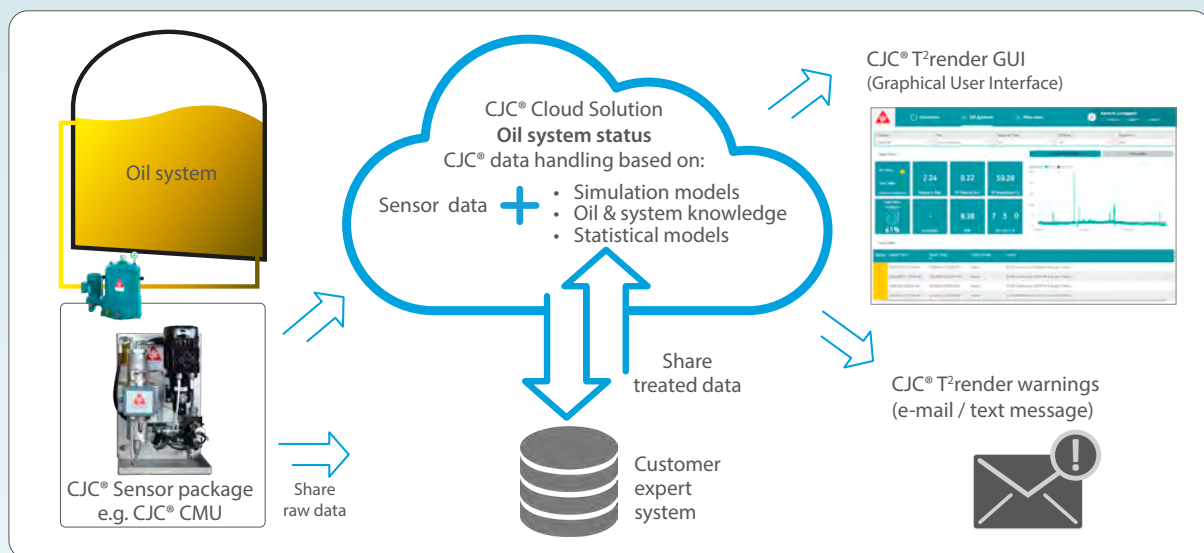 Oil system
CJC® Sensor package
e.g. CJC® CMU
Share
raw data
CJC® Cloud Solution
Oil system status
CJC® data handling based on:
Sensor data
• Simulation models
• Oil & system knowledge
• Statistical models
Share
treated data
Customer
expert
system
CJC® T²render GUI
(Graphical User Interface)
2.34
0.22
50.28
61%
8.38
7 5 0
CJC® T²render warnings
(e-mail / text message)